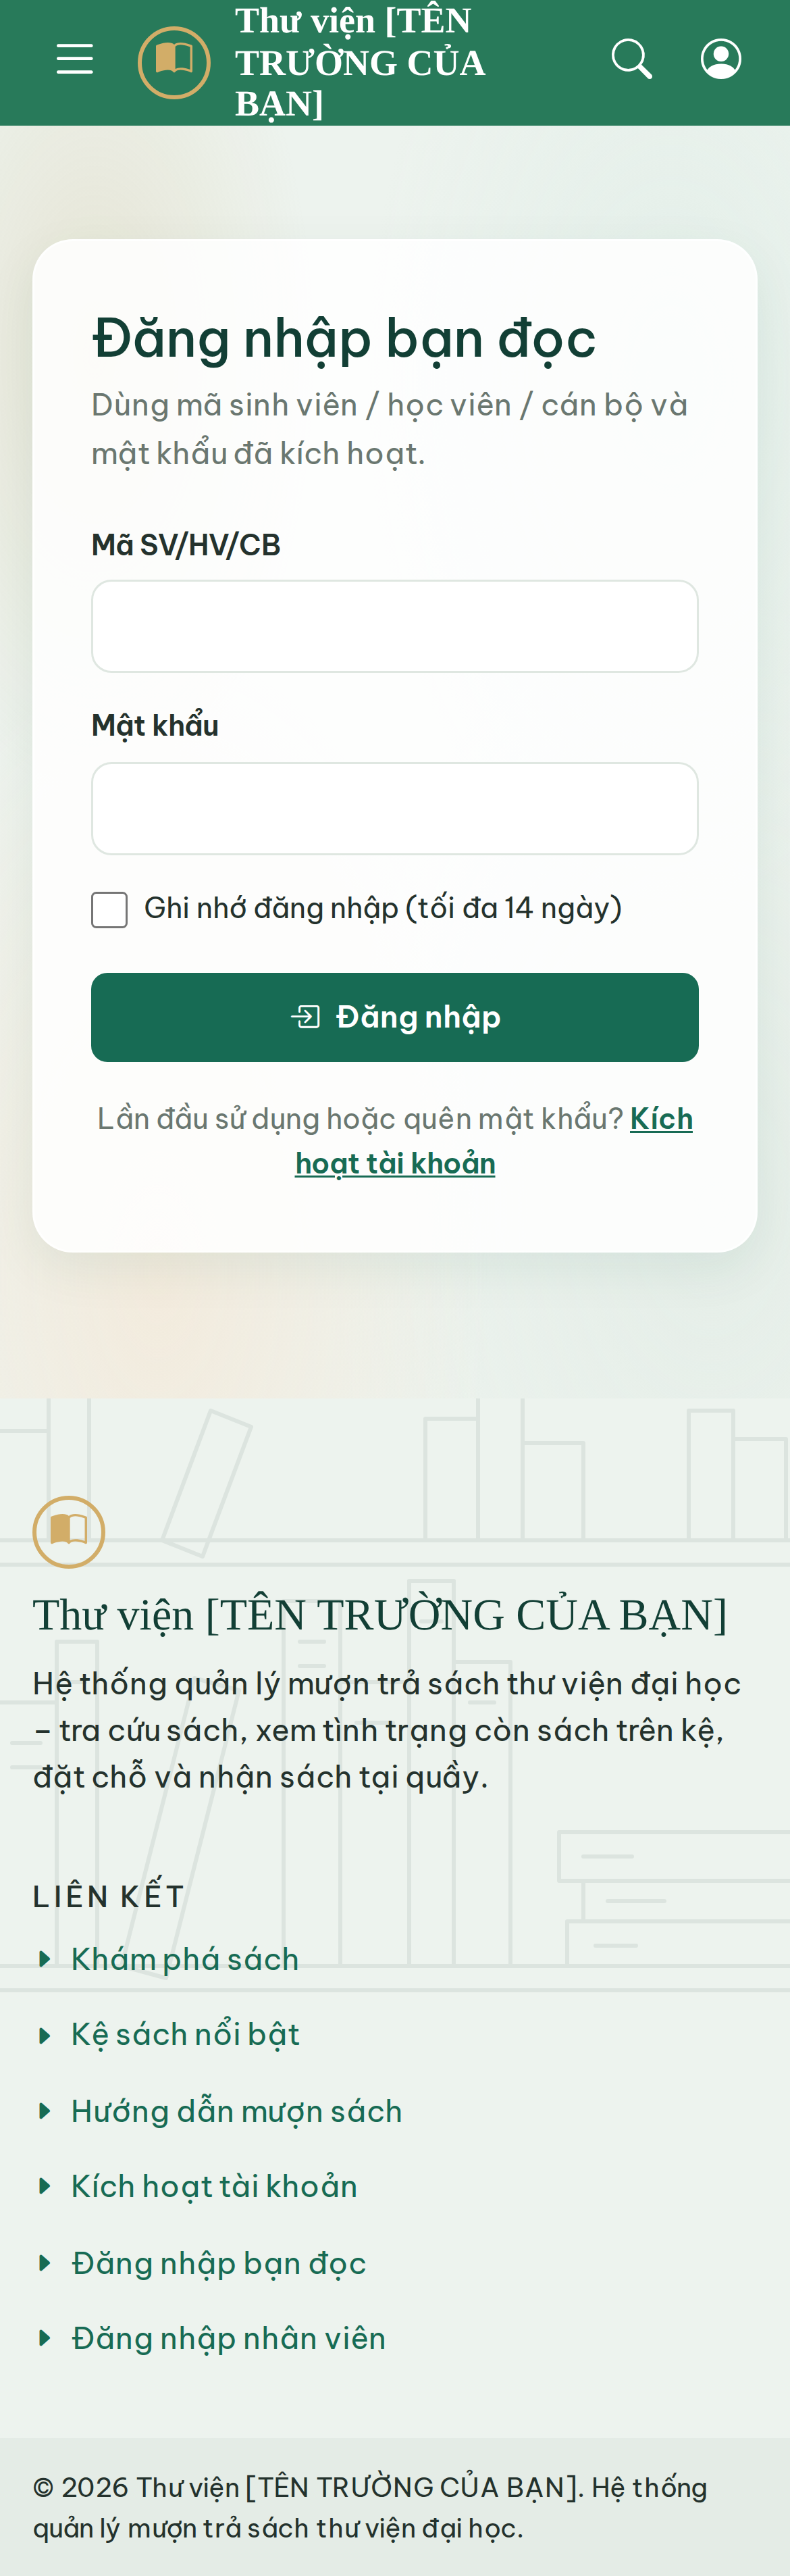 Thư viện [TÊN
TRƯỜNG CỦA
BẠN]
Đăng nhập bạn đọc
Dùng mã sinh viên / học viên / cán bộ và
mật khẩu đã kích hoạt.
Mã SV/HV/CB
Mật khẩu
Ghi nhớ đăng nhập (tối đa 14 ngày)
Đăng nhập
Lần đầu sử dụng hoặc quên mật khẩu? Kích
hoạt tài khoản
Thư viện [TÊN TRƯỜNG CỦA BẠN]
Hệ thống quản lý mượn trả sách thư viện đại học
– tra cứu sách, xem tình trạng còn sách trên kệ,
đặt chỗ và nhận sách tại quầy.
LIÊN KẾT
Khám phá sách
Kệ sách nổi bật
Hướng dẫn mượn sách
Kích hoạt tài khoản
Đăng nhập bạn đọc
Đăng nhập nhân viên
© 2026 Thư viện [TÊN TRƯỜNG CỦA BẠN]. Hệ thống
quản lý mượn trả sách thư viện đại học.